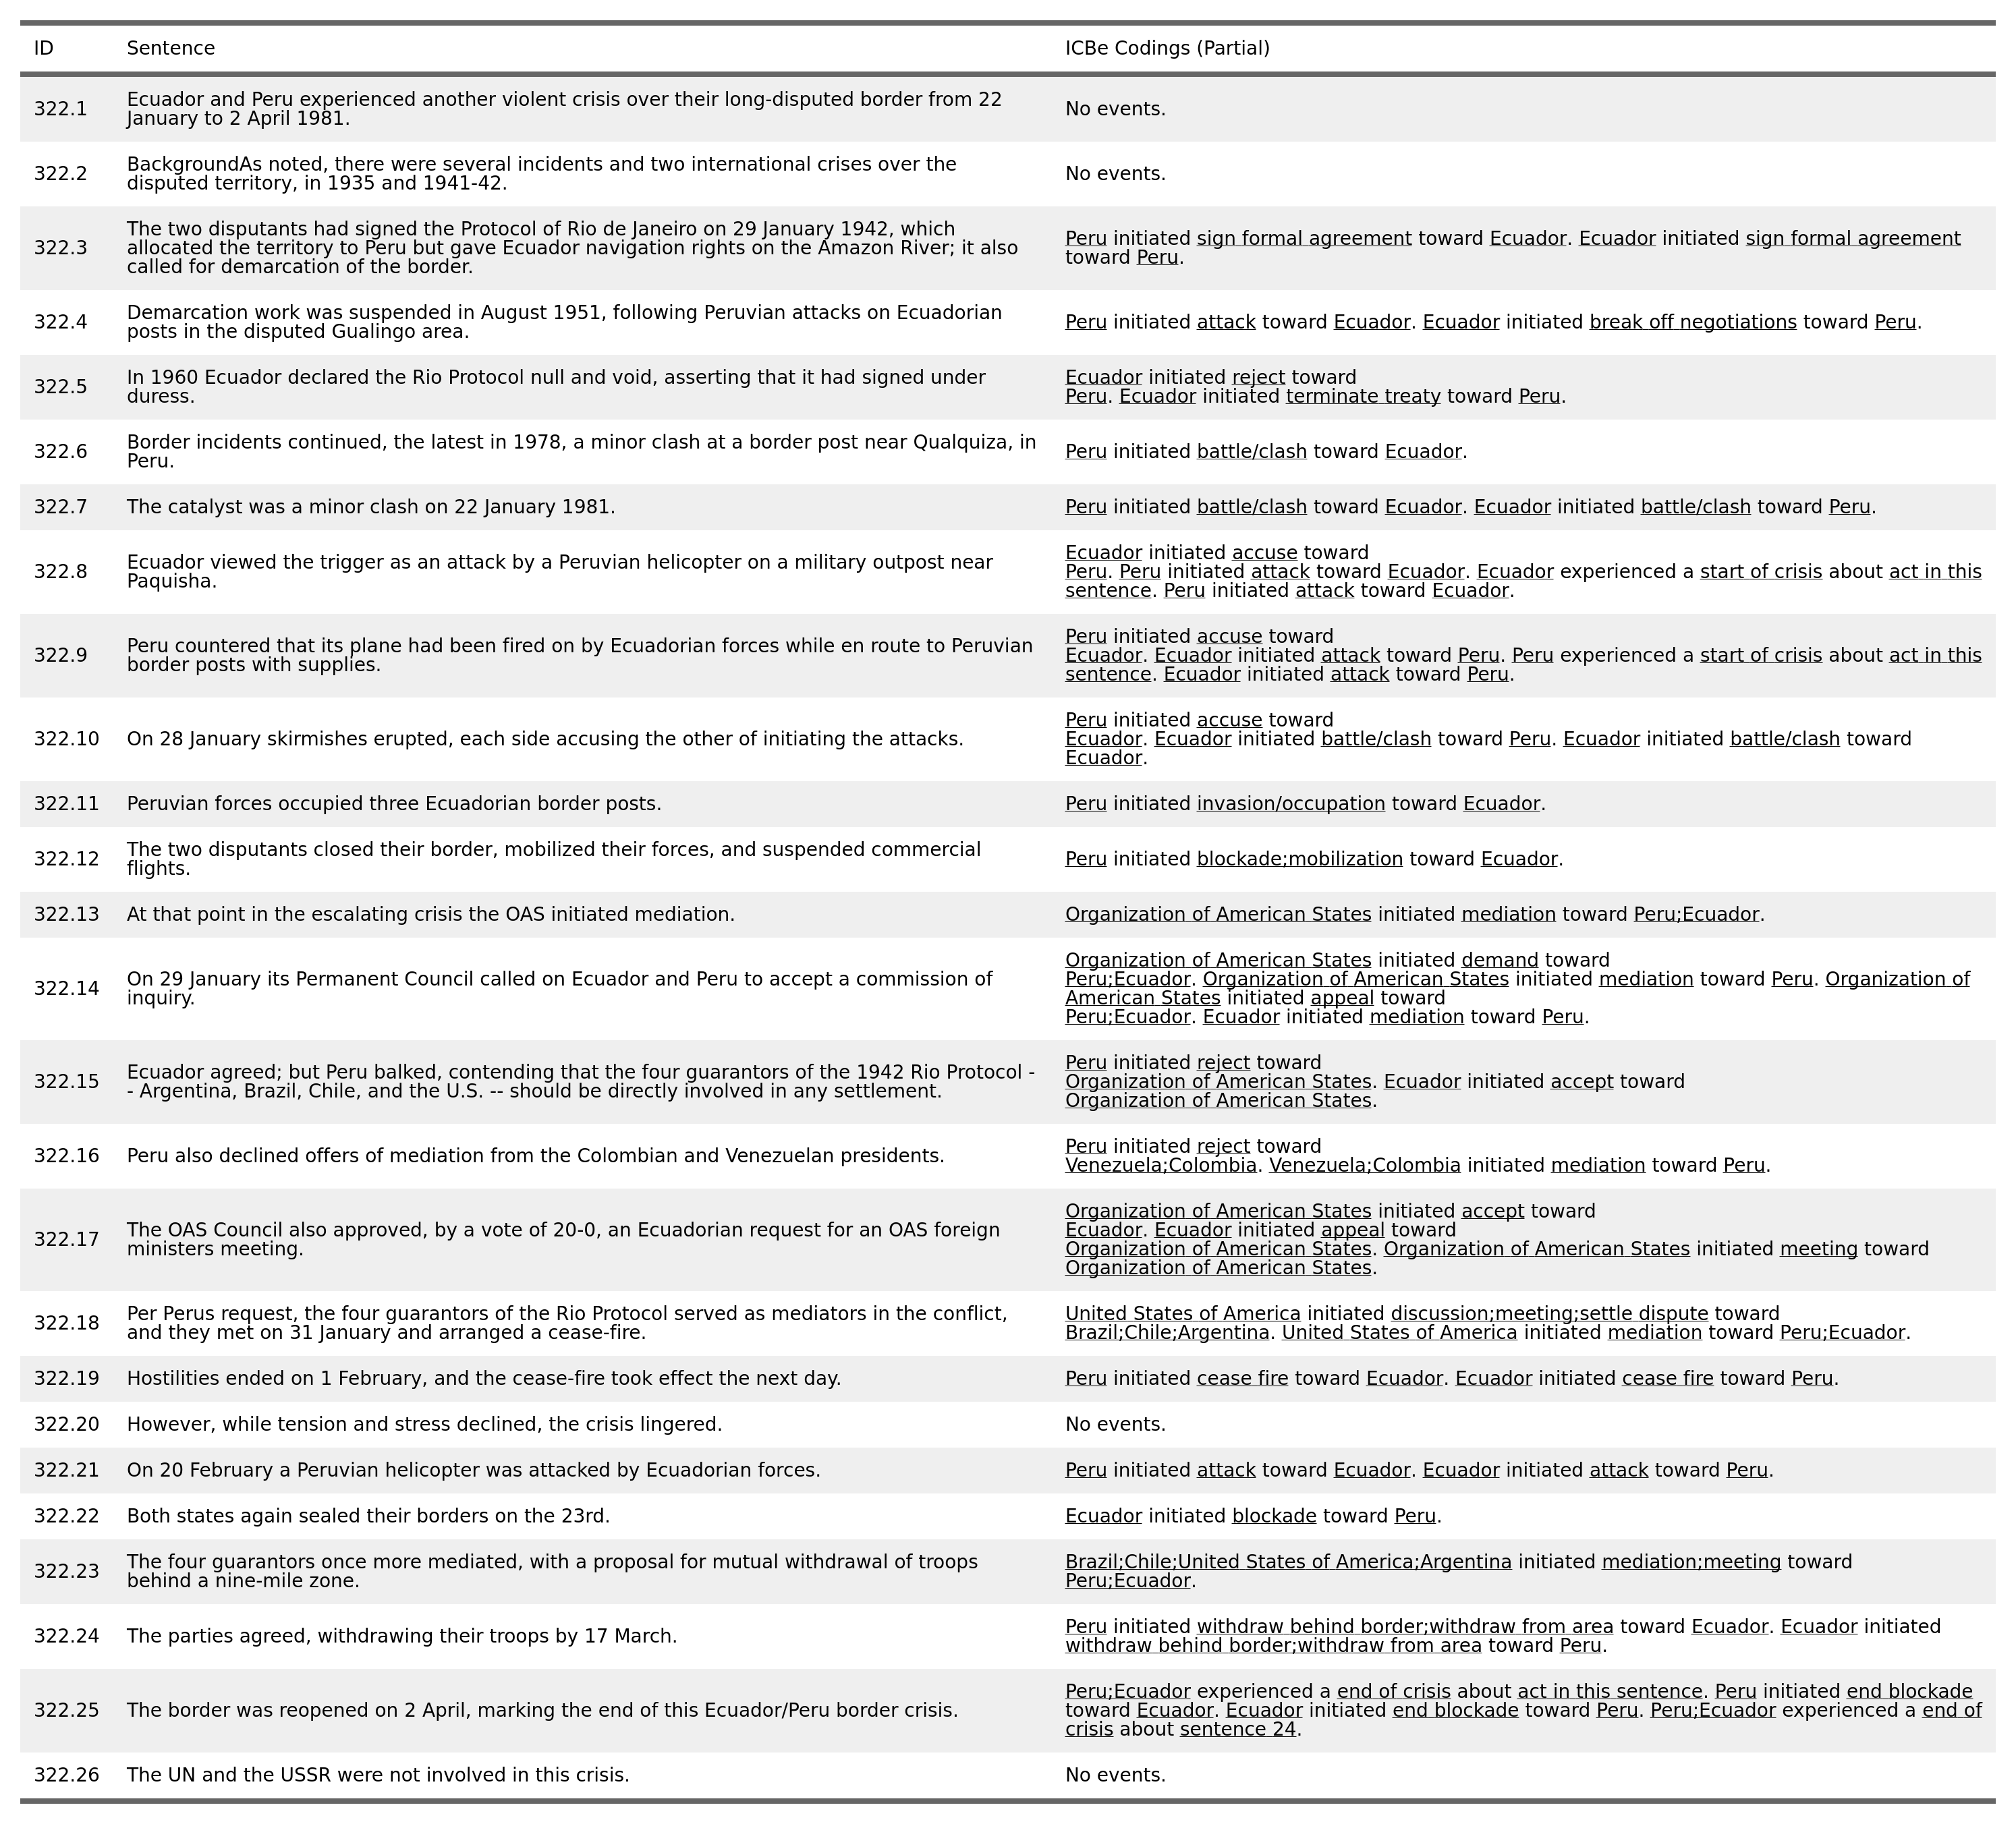 ID Sentence ICBe Codings (Partial)
322.1 Ecuador and Peru experienced another violent crisis over their long-disputed border from 22
January to 2 April 1981.
No events.
322.2 BackgroundAs noted, there were several incidents and two international crises over the
disputed territory, in 1935 and 1941-42.
No events.
322.3 The two disputants had signed the Protocol of Rio de Janeiro on 29 January 1942, which
allocated the territory to Peru but gave Ecuador navigation rights on the Amazon River; it also
called for demarcation of the border.
Peru initiated sign formal agreement toward Ecuador. Ecuador initiated sign formal agreement
toward Peru.
322.4 Demarcation work was suspended in August 1951, following Peruvian attacks on Ecuadorian
posts in the disputed Gualingo area.
Peru initiated attack toward Ecuador. Ecuador initiated break off negotiations toward Peru.
322.5 In 1960 Ecuador declared the Rio Protocol null and void, asserting that it had signed under
duress.
Ecuador initiated reject toward
Peru. Ecuador initiated terminate treaty toward Peru.
322.6 Border incidents continued, the latest in 1978, a minor clash at a border post near Qualquiza, in
Peru.
Peru initiated battle/clash toward Ecuador.
322.7 The catalyst was a minor clash on 22 January 1981.
Peru initiated battle/clash toward Ecuador. Ecuador initiated battle/clash toward Peru.
322.8 Ecuador viewed the trigger as an attack by a Peruvian helicopter on a military outpost near
Paquisha.
Ecuador initiated accuse toward
Peru. Peru initiated attack toward Ecuador. Ecuador experienced a start of crisis about act in this
sentence. Peru initiated attack toward Ecuador.
322.9 Peru countered that its plane had been fired on by Ecuadorian forces while en route to Peruvian
border posts with supplies.
Peru initiated accuse toward
Ecuador. Ecuador initiated attack toward Peru. Peru experienced a start of crisis about act in this
sentence. Ecuador initiated attack toward Peru.
322.10 On 28 January skirmishes erupted, each side accusing the other of initiating the attacks.
Peru initiated accuse toward
Ecuador. Ecuador initiated battle/clash toward Peru. Ecuador initiated battle/clash toward
Ecuador.
322.11 Peruvian forces occupied three Ecuadorian border posts.
Peru initiated invasion/occupation toward Ecuador.
322.12 The two disputants closed their border, mobilized their forces, and suspended commercial
flights.
Peru initiated blockade;mobilization toward Ecuador.
322.13 At that point in the escalating crisis the OAS initiated mediation.
Organization of American States initiated mediation toward Peru;Ecuador.
322.14 On 29 January its Permanent Council called on Ecuador and Peru to accept a commission of
inquiry.
Organization of American States initiated demand toward
Peru;Ecuador. Organization of American States initiated mediation toward Peru. Organization of
American States initiated appeal toward
Peru;Ecuador. Ecuador initiated mediation toward Peru.
322.15 Ecuador agreed; but Peru balked, contending that the four guarantors of the 1942 Rio Protocol -
- Argentina, Brazil, Chile, and the U.S. -- should be directly involved in any settlement.
Peru initiated reject toward
Organization of American States. Ecuador initiated accept toward
Organization of American States.
322.16 Peru also declined offers of mediation from the Colombian and Venezuelan presidents.
Peru initiated reject toward
Venezuela;Colombia. Venezuela;Colombia initiated mediation toward Peru.
322.17 The OAS Council also approved, by a vote of 20-0, an Ecuadorian request for an OAS foreign
ministers meeting.
Organization of American States initiated accept toward
Ecuador. Ecuador initiated appeal toward
Organization of American States. Organization of American States initiated meeting toward
Organization of American States.
322.18 Per Perus request, the four guarantors of the Rio Protocol served as mediators in the conflict,
and they met on 31 January and arranged a cease-fire.
United States of America initiated discussion;meeting;settle dispute toward
Brazil;Chile;Argentina. United States of America initiated mediation toward Peru;Ecuador.
322.19 Hostilities ended on 1 February, and the cease-fire took effect the next day.
Peru initiated cease fire toward Ecuador. Ecuador initiated cease fire toward Peru.
322.20 However, while tension and stress declined, the crisis lingered.
No events.
322.21 On 20 February a Peruvian helicopter was attacked by Ecuadorian forces.
Peru initiated attack toward Ecuador. Ecuador initiated attack toward Peru.
322.22 Both states again sealed their borders on the 23rd.
Ecuador initiated blockade toward Peru.
322.23 The four guarantors once more mediated, with a proposal for mutual withdrawal of troops
behind a nine-mile zone.
Brazil;Chile;United States of America;Argentina initiated mediation;meeting toward
Peru;Ecuador.
322.24 The parties agreed, withdrawing their troops by 17 March.
Peru initiated withdraw behind border;withdraw from area toward Ecuador. Ecuador initiated
withdraw behind border;withdraw from area toward Peru.
322.25 The border was reopened on 2 April, marking the end of this Ecuador/Peru border crisis.
Peru;Ecuador experienced a end of crisis about act in this sentence. Peru initiated end blockade
toward Ecuador. Ecuador initiated end blockade toward Peru. Peru;Ecuador experienced a end of
crisis about sentence 24.
322.26 The UN and the USSR were not involved in this crisis.
No events.